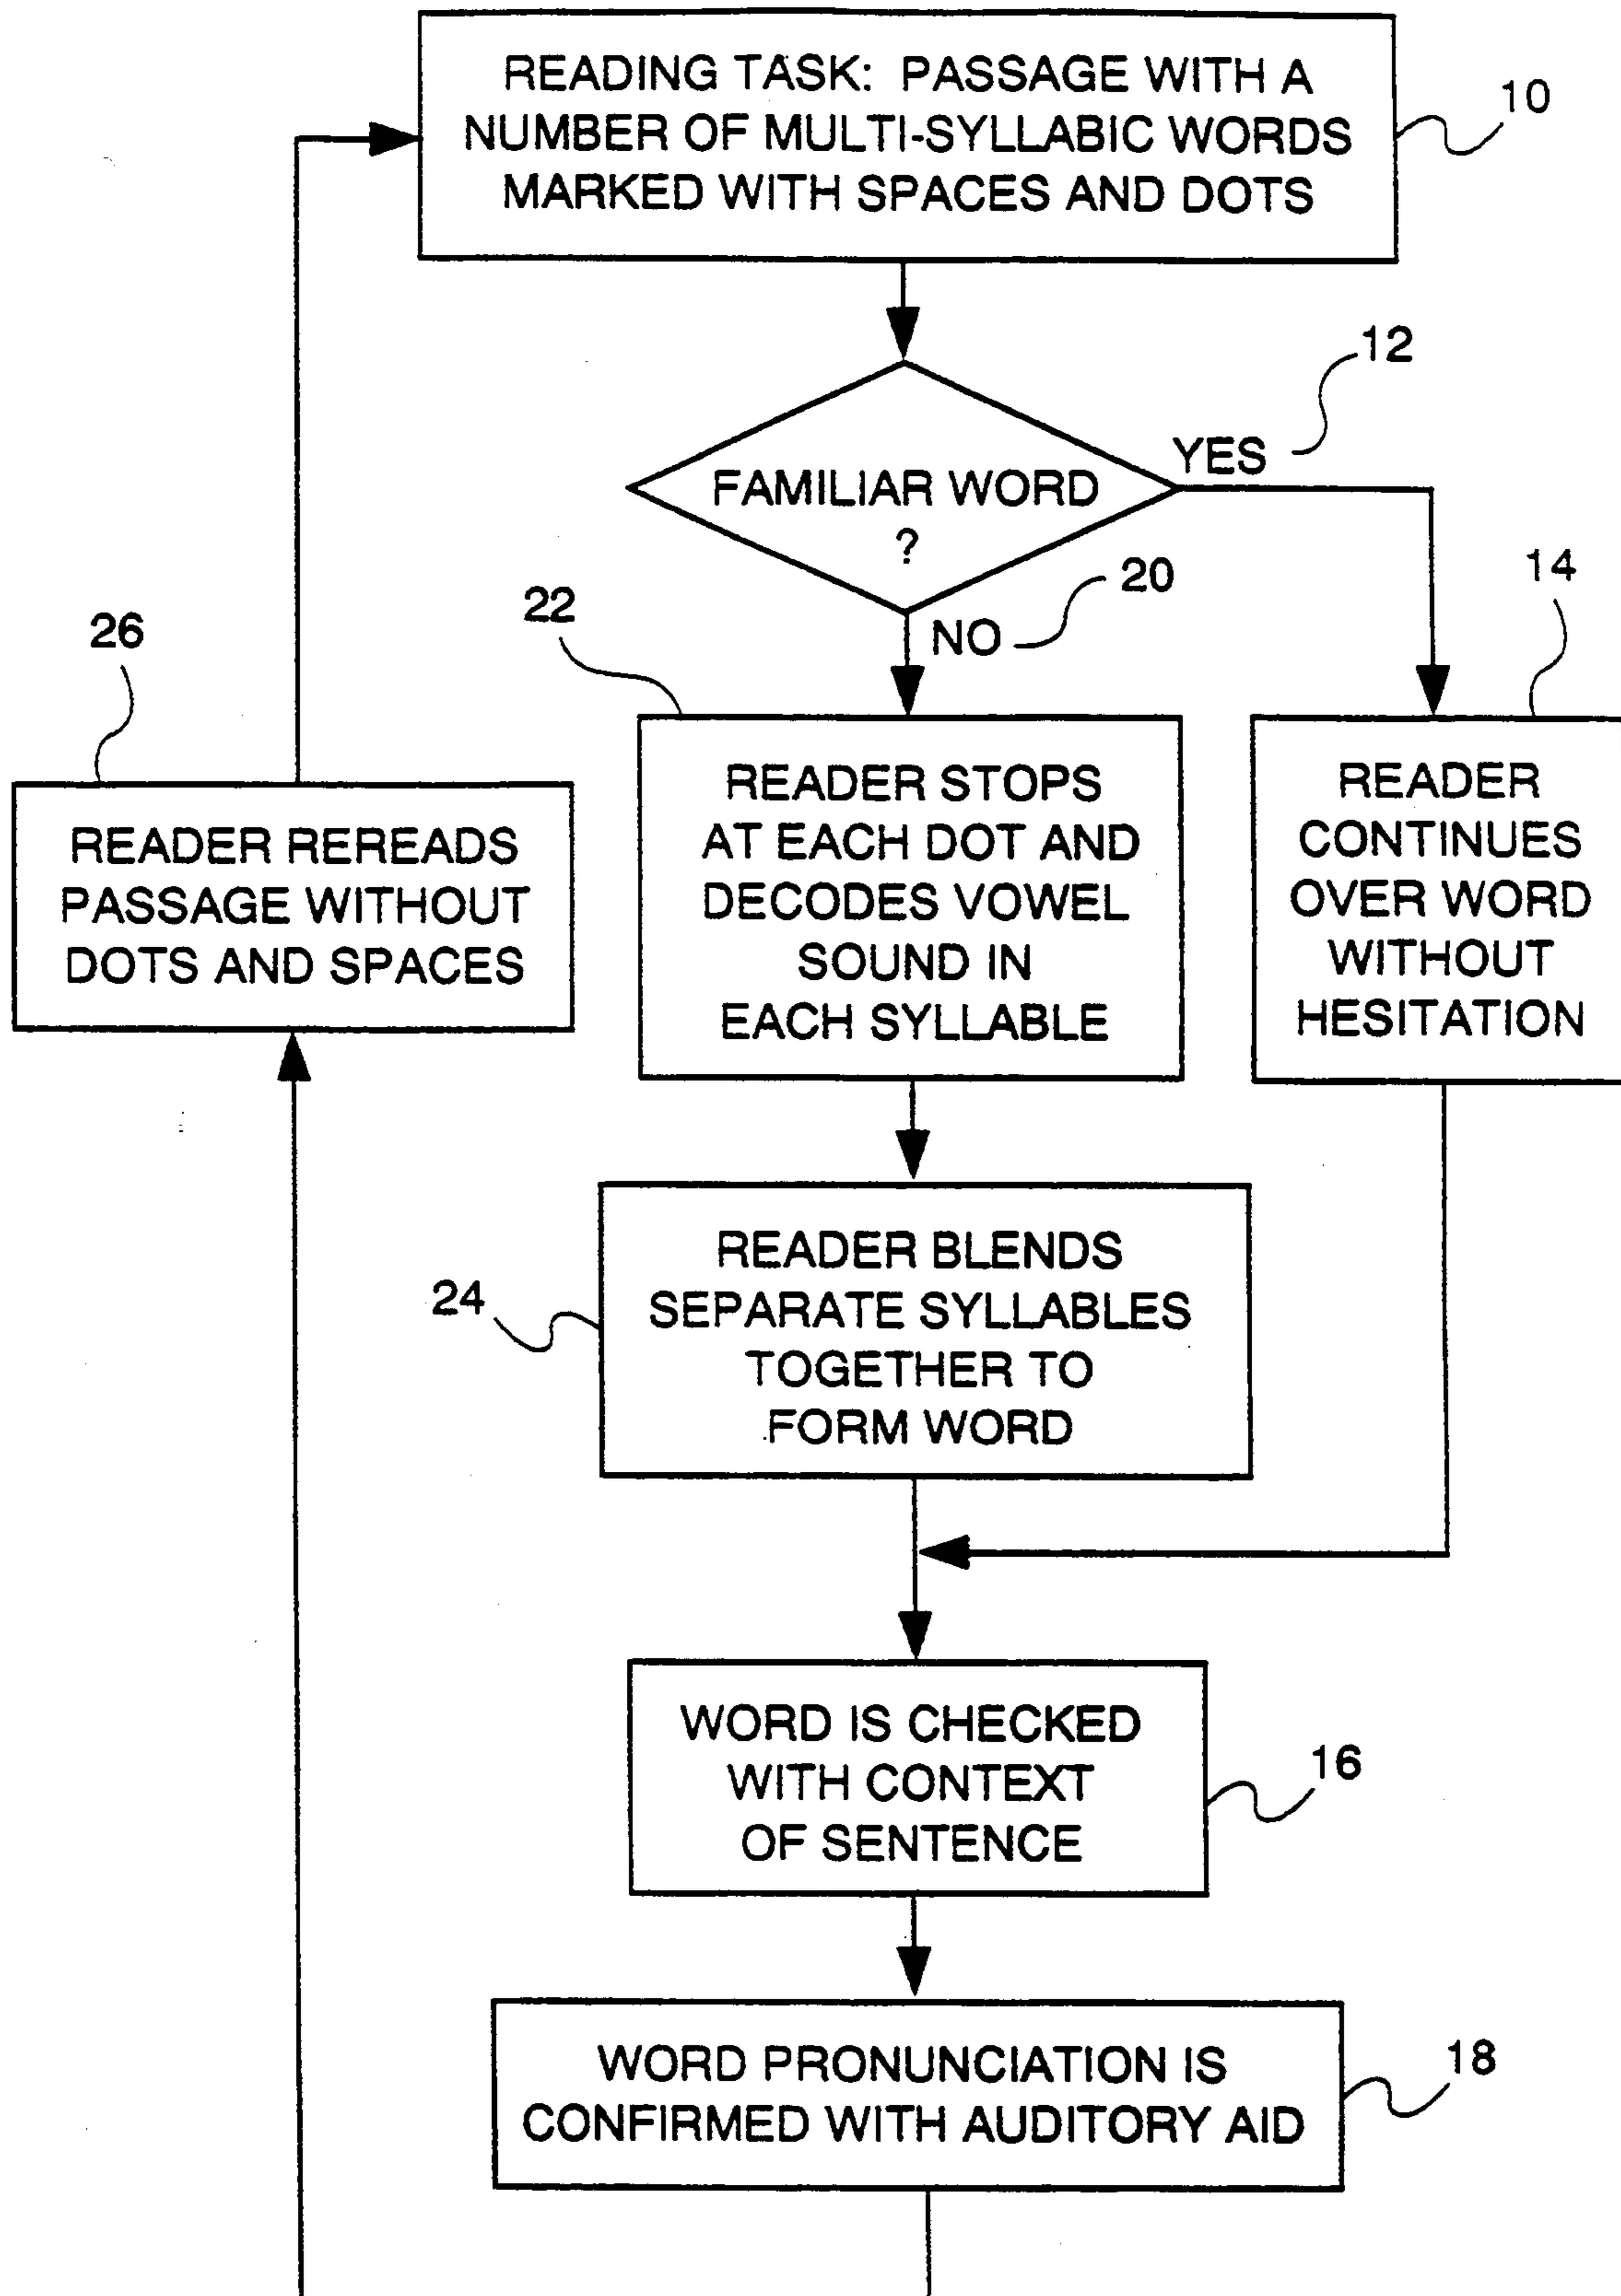 READING TASK: PASSAGE WITH A
NUMBER OF MULTI-SYLLABIC WORDS
MARKED WITH SPACES AND DOTS
10
12
YES
FAMILIAR WORD
?
20
NO
22
14
26
READER STOPS
AT EACH DOT AND
DECODES VOWEL
SOUND IN
EACH SYLLABLE
READER
CONTINUES
OVER WORD
WITHOUT
HESITATION
READER REREADS
PASSAGE WITHOUT
DOTS AND SPACES
READER BLENDS
SEPARATE SYLLABLES
TOGETHER TO
FORM WORD
24
WORD IS CHECKED
WITH CONTEXT
OF SENTENCE
16
WORD PRONUNCIATION IS
CONFIRMED WITH AUDITORY AID
18